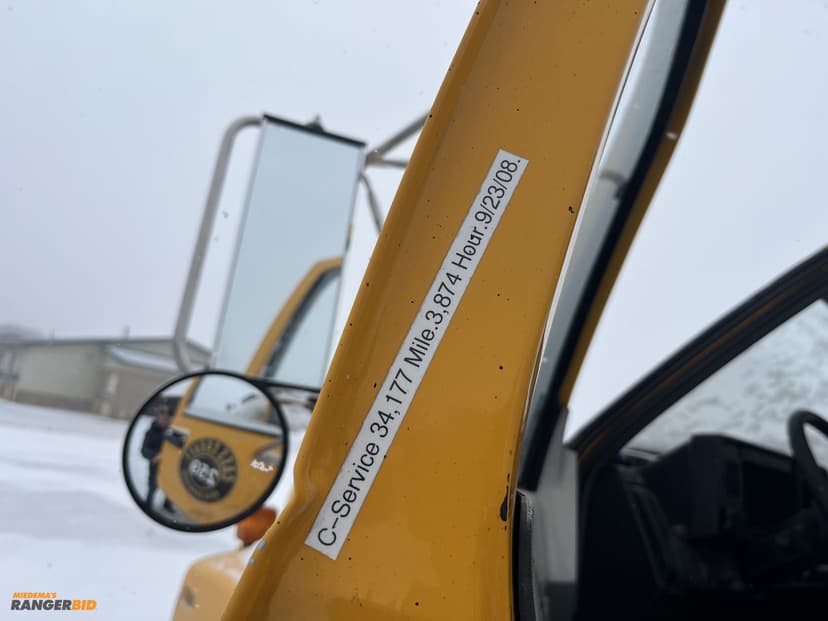 C-Service 34,177 Mile.3,874 Hour.9/23/08.
MIEDEMA'S
RANGERBID